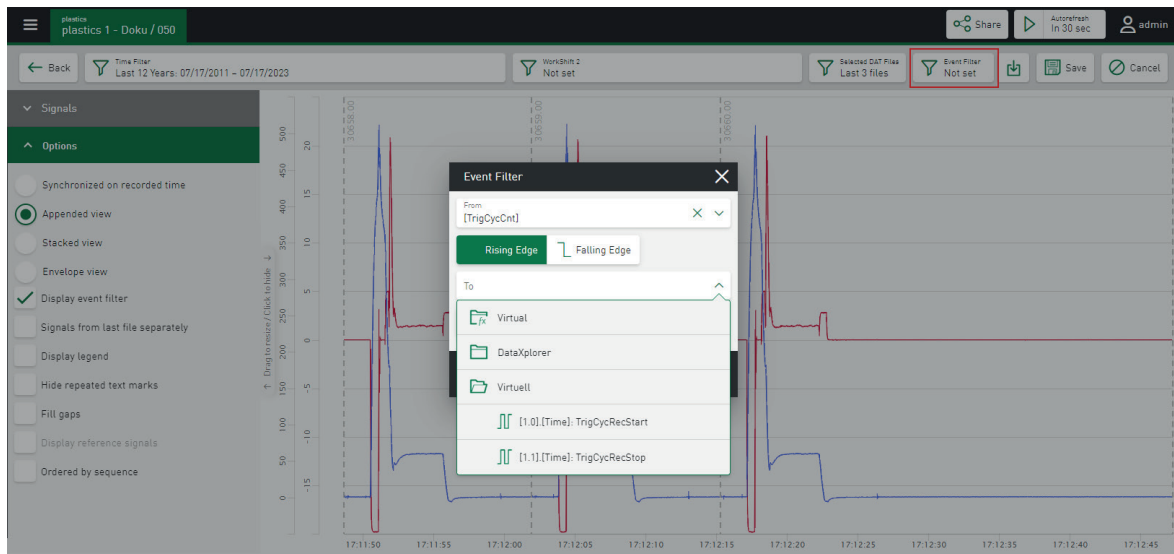 plastics
plastics 1 - Doku / 050
Share
Autorefresh
In 30 sec
admin
Back
Time Filter
Last 12 Years: 07/17/2011 - 07/17/2023
WorkShift 2
Not set
Selected DAT Files
Last 3 files
Event Filter
Not set
Save
Cancel
Signals
Options
Synchronized on recorded time
Appended view
Stacked view
Envelope view
Display event filter
Signals from last file separately
Display legend
Hide repeated text marks
Fill gaps
Display reference signals
Ordered by sequence
← Drag to resize / Click to hide →
500
450
400
350
300
250
200
150
100
50
0
20
15
10
5
0
-5
-10
-15
30658.00
30659.00
30660.00
Event Filter
From
[TrigCycCnt]
Rising Edge
Falling Edge
To
Virtual
fx
DataXplorer
Virtuell
[1.0].[Time]: TrigCycRecStart
[1.1].[Time]: TrigCycRecStop
17:11:50
17:11:55
17:12:00
17:12:05
17:12:10
17:12:15
17:12:20
17:12:25
17:12:30
17:12:35
17:12:40
17:12:45